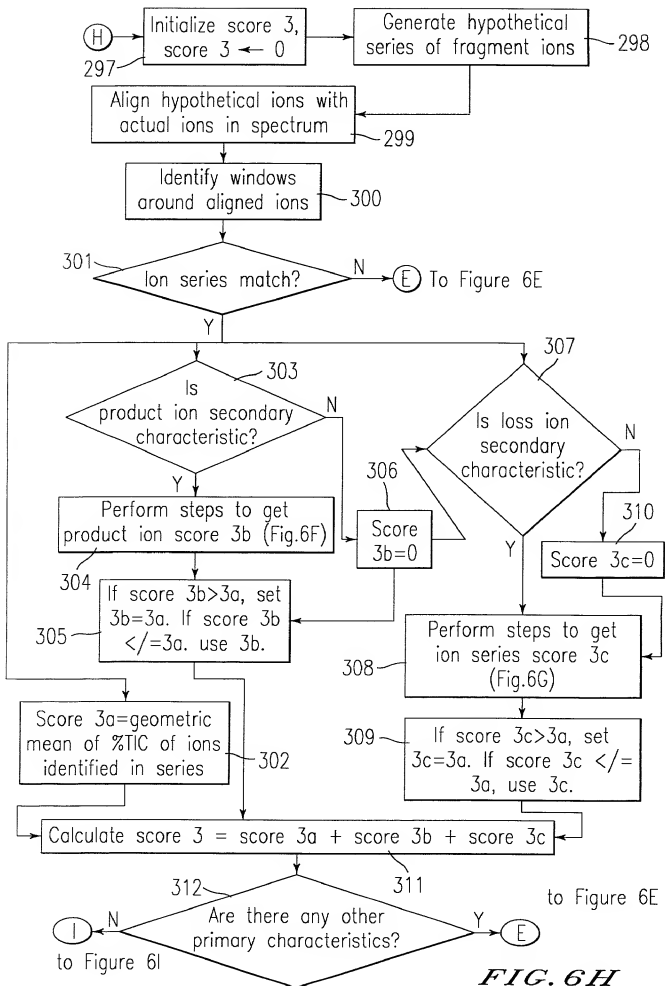 H
Initialize score 3,
score 3 ← 0
297
Generate hypothetical
series of fragment ions
298
Align hypothetical ions with
actual ions in spectrum
299
Identify windows
around aligned ions
300
301
Ion series match?
N
E To Figure 6E
Y
303
Is
product ion secondary
characteristic?
N
Y
307
Is loss ion
secondary
characteristic?
N
Y
306
Score
3b=0
310
Score 3c=0
Perform steps to get
product ion score 3b (Fig.6F)
304
If score 3b>3a, set
3b=3a. If score 3b
</=3a. use 3b.
305
Perform steps to get
ion series score 3c
(Fig.6G)
308
Score 3a=geometric
mean of %TIC of ions
identified in series
302
309
If score 3c>3a, set
3c=3a. If score 3c </=
3a, use 3c.
Calculate score 3 = score 3a + score 3b + score 3c
311
312
Are there any other
primary characteristics?
N
I
to Figure 6I
Y
E
to Figure 6E
FIG. 6H